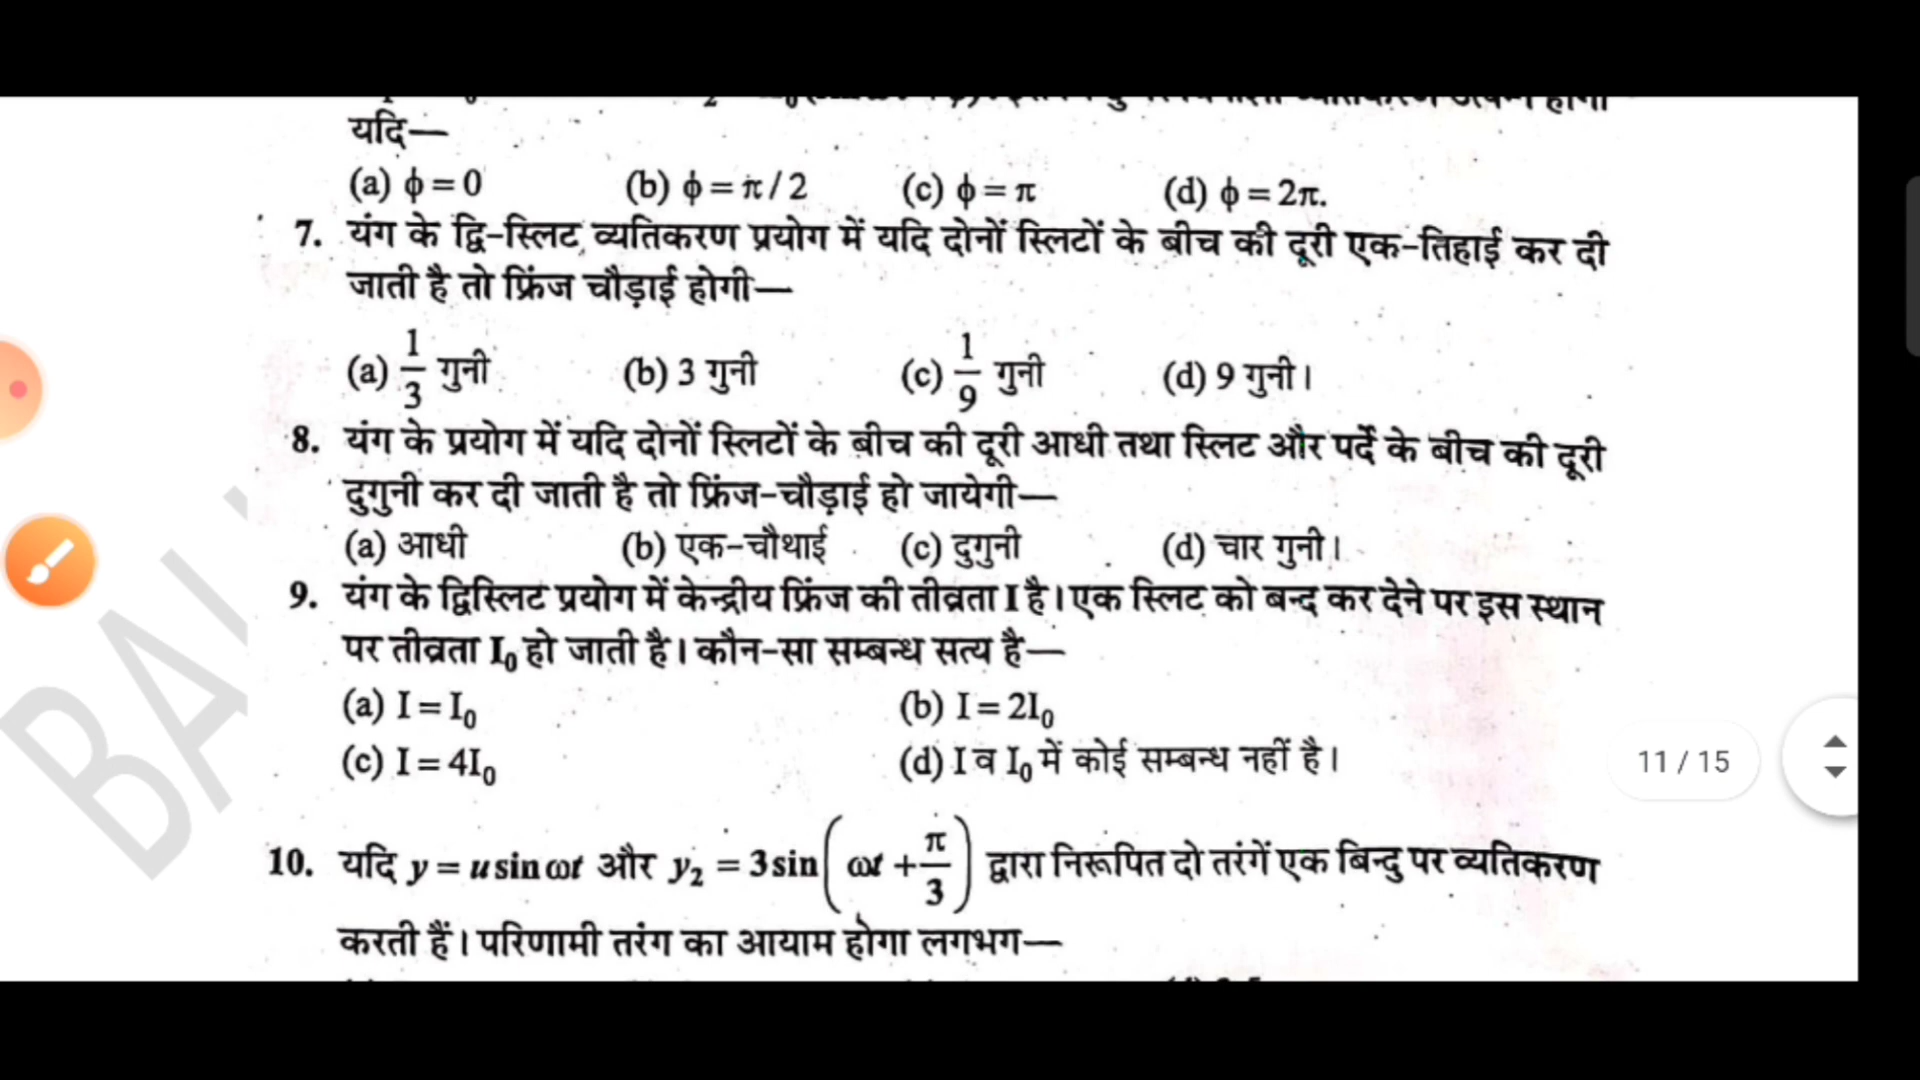 यदि—
(a) ϕ = 0 (b) ϕ = π / 2 (c) ϕ = π (d) ϕ = 2π.
7. यंग के द्वि-स्लिट व्यतिकरण प्रयोग में यदि दोनों स्लिटों के बीच की दूरी एक-तिहाई कर दी
जाती है तो फ्रिंज चौड़ाई होगी—
(a) 1/3 गुनी (b) 3 गुनी (c) 1/9 गुनी (d) 9 गुनी।
8. यंग के प्रयोग में यदि दोनों स्लिटों के बीच की दूरी आधी तथा स्लिट और पर्दे के बीच की दूरी
दुगुनी कर दी जाती है तो फ्रिंज-चौड़ाई हो जायेगी—
(a) आधी (b) एक-चौथाई (c) दुगुनी (d) चार गुनी।
9. यंग के द्विस्लिट प्रयोग में केन्द्रीय फ्रिंज की तीव्रता I है। एक स्लिट को बन्द कर देने पर इस स्थान
पर तीव्रता I₀ हो जाती है। कौन-सा सम्बन्ध सत्य है—
(a) I = I₀ (b) I = 2I₀
(c) I = 4I₀ (d) I व I₀ में कोई सम्बन्ध नहीं है।
11 / 15
10. यदि y = u sin ωt और y₂ = 3 sin(ωt + π/3) द्वारा निरूपित दो तरंगें एक बिन्दु पर व्यतिकरण
करती हैं। परिणामी तरंग का आयाम होगा लगभग—